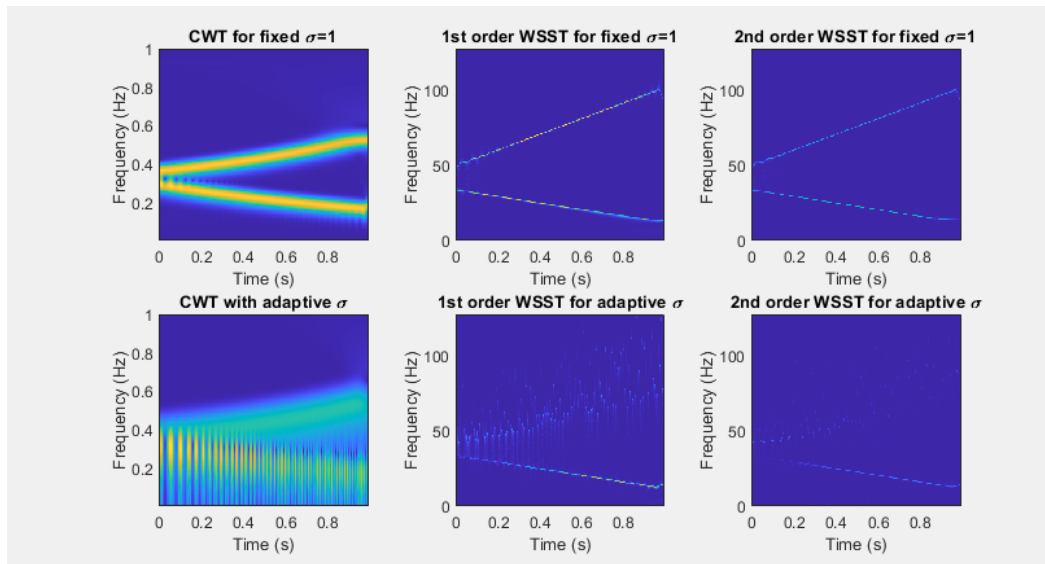 CWT for fixed σ=1
1
0.8
0.6
0.4
0.2
Frequency (Hz)
0 0.2 0.4 0.6 0.8
Time (s)
1st order WSST for fixed σ=1
100
50
0
Frequency (Hz)
0 0.2 0.4 0.6 0.8
Time (s)
2nd order WSST for fixed σ=1
100
50
0
Frequency (Hz)
0 0.2 0.4 0.6 0.8
Time (s)
CWT with adaptive σ
1
0.8
0.6
0.4
0.2
Frequency (Hz)
0 0.2 0.4 0.6 0.8
Time (s)
1st order WSST for adaptive σ
100
50
0
Frequency (Hz)
0 0.2 0.4 0.6 0.8
Time (s)
2nd order WSST for adaptive σ
100
50
0
Frequency (Hz)
0 0.2 0.4 0.6 0.8
Time (s)